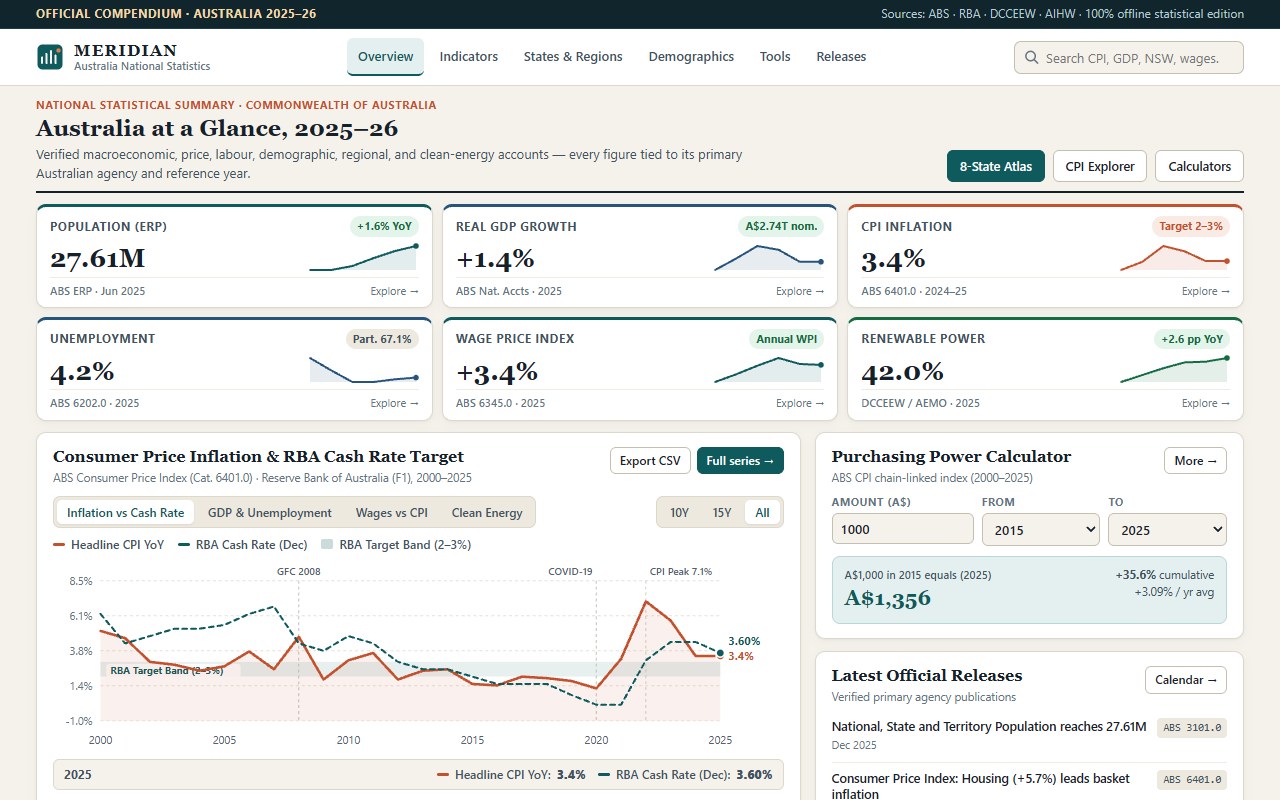 OFFICIAL COMPENDIUM · AUSTRALIA 2025–26
Sources: ABS · RBA · DCCEEW · AIHW · 100% offline statistical edition
MERIDIAN
Australia National Statistics
Overview
Indicators
States & Regions
Demographics
Tools
Releases
Search CPI, GDP, NSW, wages.
NATIONAL STATISTICAL SUMMARY · COMMONWEALTH OF AUSTRALIA
Australia at a Glance, 2025–26
Verified macroeconomic, price, labour, demographic, regional, and clean-energy accounts — every figure tied to its primary
Australian agency and reference year.
8-State Atlas
CPI Explorer
Calculators
POPULATION (ERP)
+1.6% YoY
27.61M
ABS ERP · Jun 2025
Explore →
REAL GDP GROWTH
A$2.74T nom.
+1.4%
ABS Nat. Accts · 2025
Explore →
CPI INFLATION
Target 2–3%
3.4%
ABS 6401.0 · 2024–25
Explore →
UNEMPLOYMENT
Part. 67.1%
4.2%
ABS 6202.0 · 2025
Explore →
WAGE PRICE INDEX
Annual WPI
+3.4%
ABS 6345.0 · 2025
Explore →
RENEWABLE POWER
+2.6 pp YoY
42.0%
DCCEEW / AEMO · 2025
Explore →
Consumer Price Inflation & RBA Cash Rate Target
ABS Consumer Price Index (Cat. 6401.0) · Reserve Bank of Australia (F1), 2000–2025
Export CSV
Full series →
Inflation vs Cash Rate
GDP & Unemployment
Wages vs CPI
Clean Energy
10Y
15Y
All
Headline CPI YoY
RBA Cash Rate (Dec)
RBA Target Band (2–3%)
GFC 2008
COVID-19
CPI Peak 7.1%
8.5%
6.1%
3.8%
1.4%
-1.0%
RBA Target Band (2–3%)
3.60%
3.4%
2000
2005
2010
2015
2020
2025
2025
Headline CPI YoY: 3.4%
RBA Cash Rate (Dec): 3.60%
Purchasing Power Calculator
ABS CPI chain-linked index (2000–2025)
More →
AMOUNT (A$)
FROM
TO
1000
2015
2025
A$1,000 in 2015 equals (2025)
A$1,356
+35.6% cumulative
+3.09% / yr avg
Latest Official Releases
Verified primary agency publications
Calendar →
National, State and Territory Population reaches 27.61M
ABS 3101.0
Dec 2025
Consumer Price Index: Housing (+5.7%) leads basket
inflation
ABS 6401.0